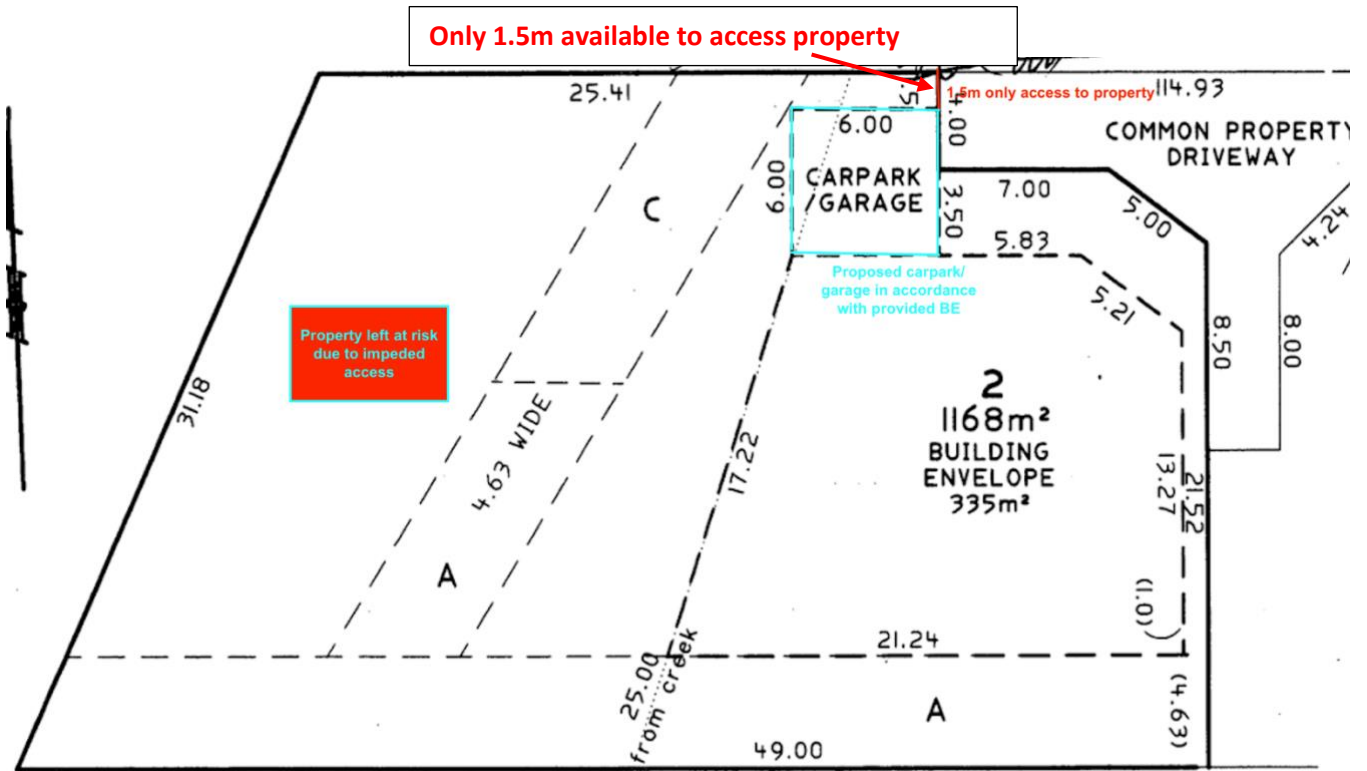 Only 1.5m available to access property
25.41
.5
4.00
1.5m only access to property
114.93
COMMON PROPERTY
DRIVEWAY
6.00
6.00
CARPARK
/GARAGE
3.50
7.00
5.00
4.24
C
5.83
Proposed carpark/
garage in accordance
with provided BE
5.21
Property left at risk
due to impeded
access
8.50
8.00
31.18
4.63 WIDE
17.22
2
1168m²
BUILDING
ENVELOPE
335m²
13.27
21.52
A
(1.0)
21.24
25.00
from creek
A
(4.63)
49.00